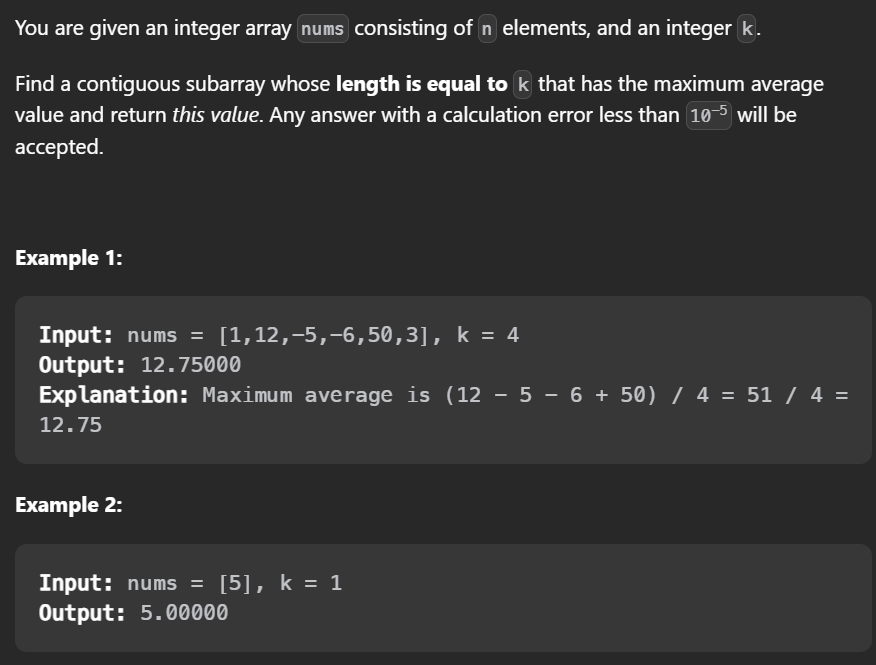 You are given an integer array nums consisting of n elements, and an integer k.
Find a contiguous subarray whose length is equal to k that has the maximum average
value and return this value. Any answer with a calculation error less than 10⁻⁵ will be
accepted.
Example 1:
Input: nums = [1,12,−5,−6,50,3], k = 4
Output: 12.75000
Explanation: Maximum average is (12 − 5 − 6 + 50) / 4 = 51 / 4 =
12.75
Example 2:
Input: nums = [5], k = 1
Output: 5.00000